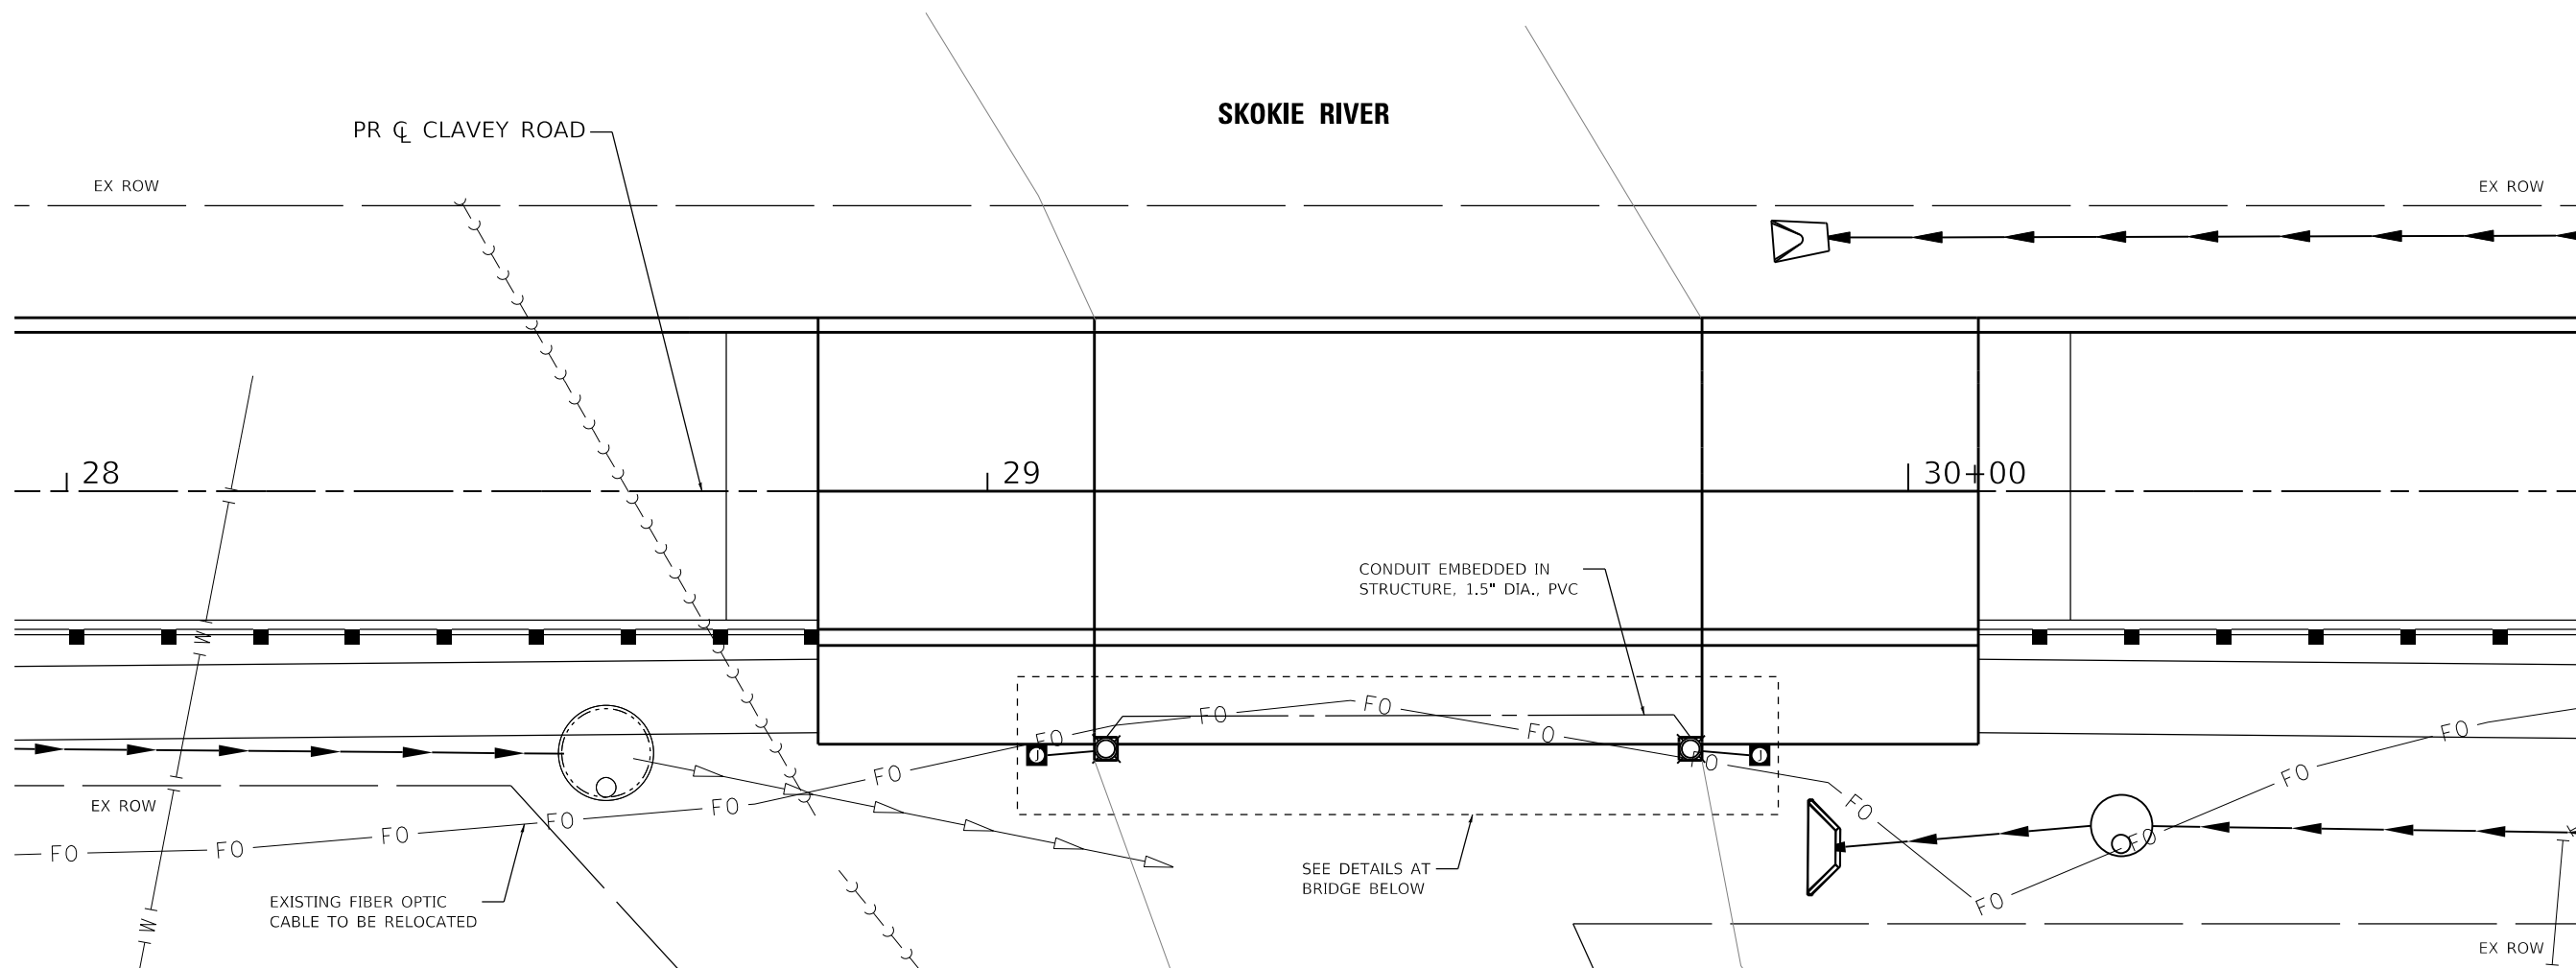 SKOKIE RIVER
PR ℄ CLAVEY ROAD
EX ROW
EX ROW
28
29
30+00
CONDUIT EMBEDDED IN
STRUCTURE, 1.5" DIA., PVC
W
FO
FO
FO
FO
FO
FO
FO
J
J
FO
FO
FO
FO
EX ROW
FO
FO
FO
FO
FO
FO
FO
SEE DETAILS AT
BRIDGE BELOW
EXISTING FIBER OPTIC
CABLE TO BE RELOCATED
W
EX ROW